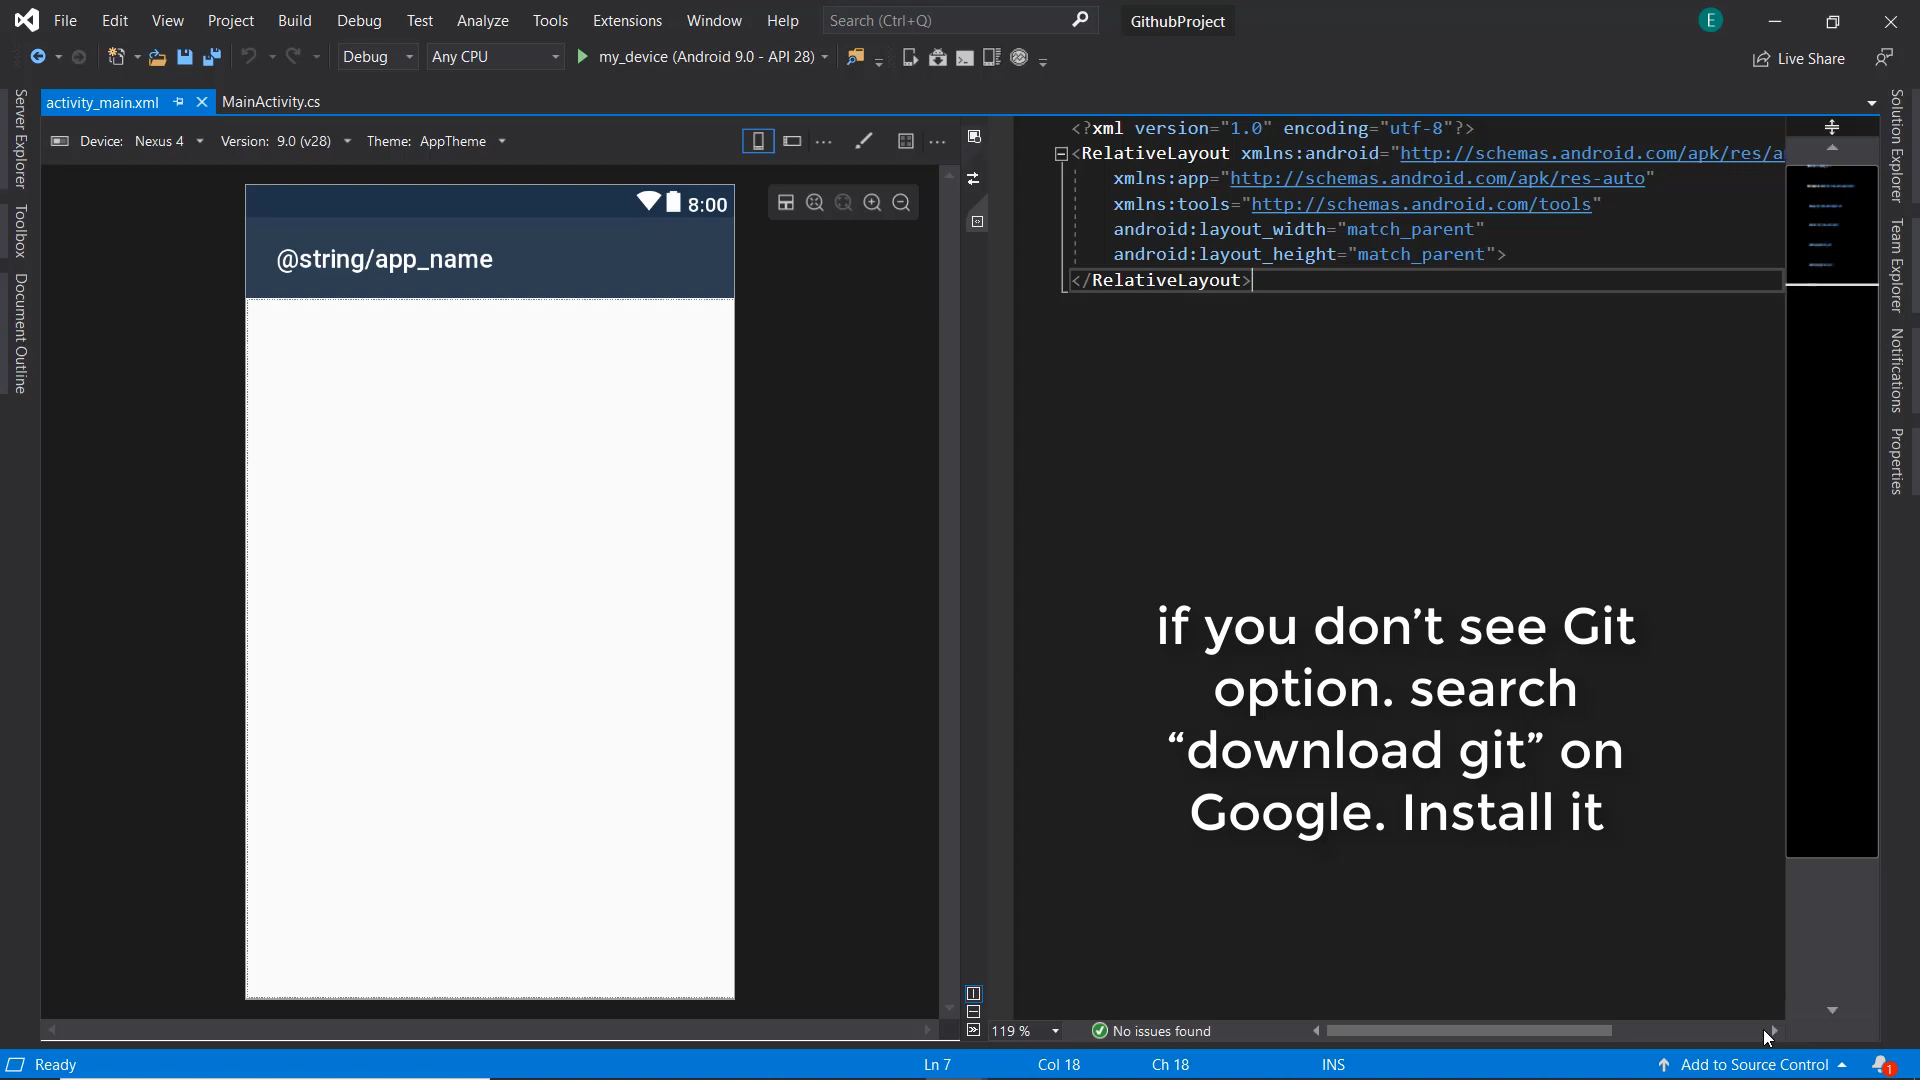 File Edit View Project Build Debug Test Analyze Tools Extensions Window Help Search (Ctrl+Q) GithubProject E
Debug Any CPU my_device (Android 9.0 - API 28) Live Share
activity_main.xml MainActivity.cs
Device: Nexus 4 Version: 9.0 (v28) Theme: AppTheme
Server Explorer
Toolbox
Document Outline
8:00
@string/app_name
<?xml version="1.0" encoding="utf-8"?>
<RelativeLayout xmlns:android="http://schemas.android.com/apk/res/a
xmlns:app="http://schemas.android.com/apk/res-auto"
xmlns:tools="http://schemas.android.com/tools"
android:layout_width="match_parent"
android:layout_height="match_parent">
</RelativeLayout>
if you don't see Git
option. search
“download git” on
Google. Install it
Solution Explorer
Team Explorer
Notifications
Properties
119 % No issues found
Ready Ln 7 Col 18 Ch 18 INS Add to Source Control 1